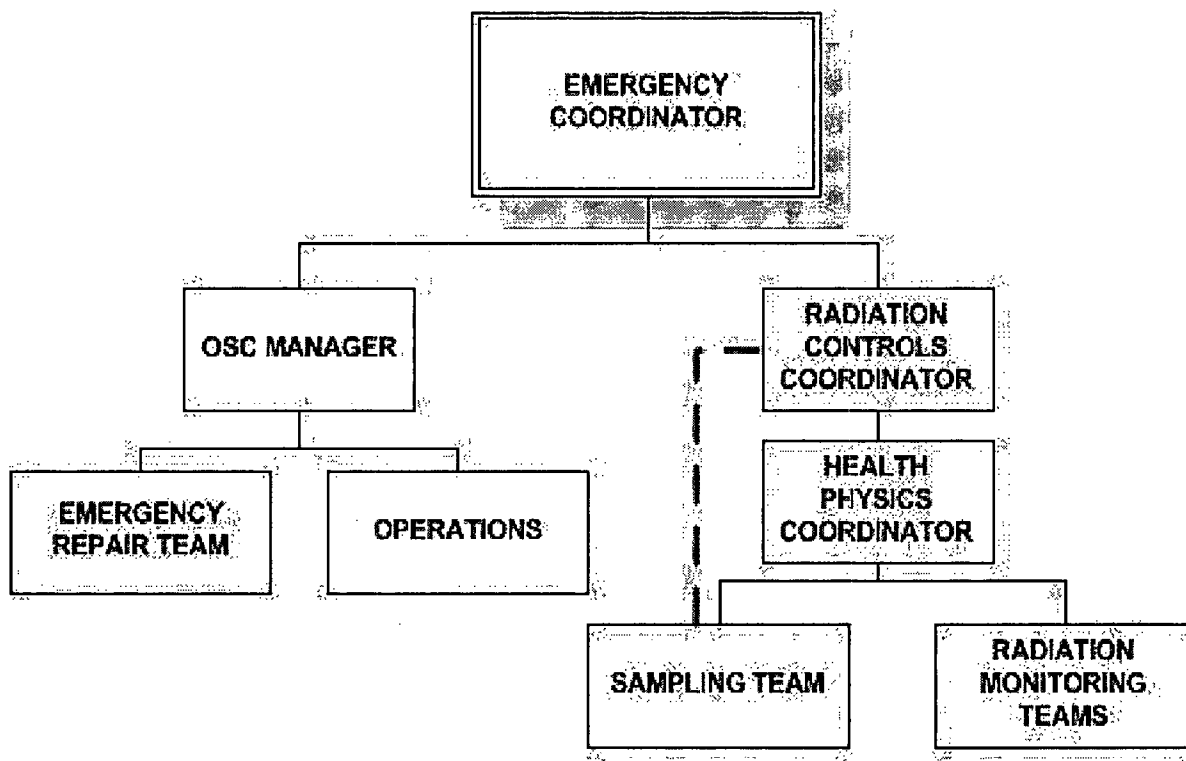 EMERGENCY
COORDINATOR
OSC MANAGER
RADIATION
CONTROLS
COORDINATOR
EMERGENCY
REPAIR TEAM
OPERATIONS
HEALTH
PHYSICS
COORDINATOR
SAMPLING TEAM
RADIATION
MONITORING
TEAMS